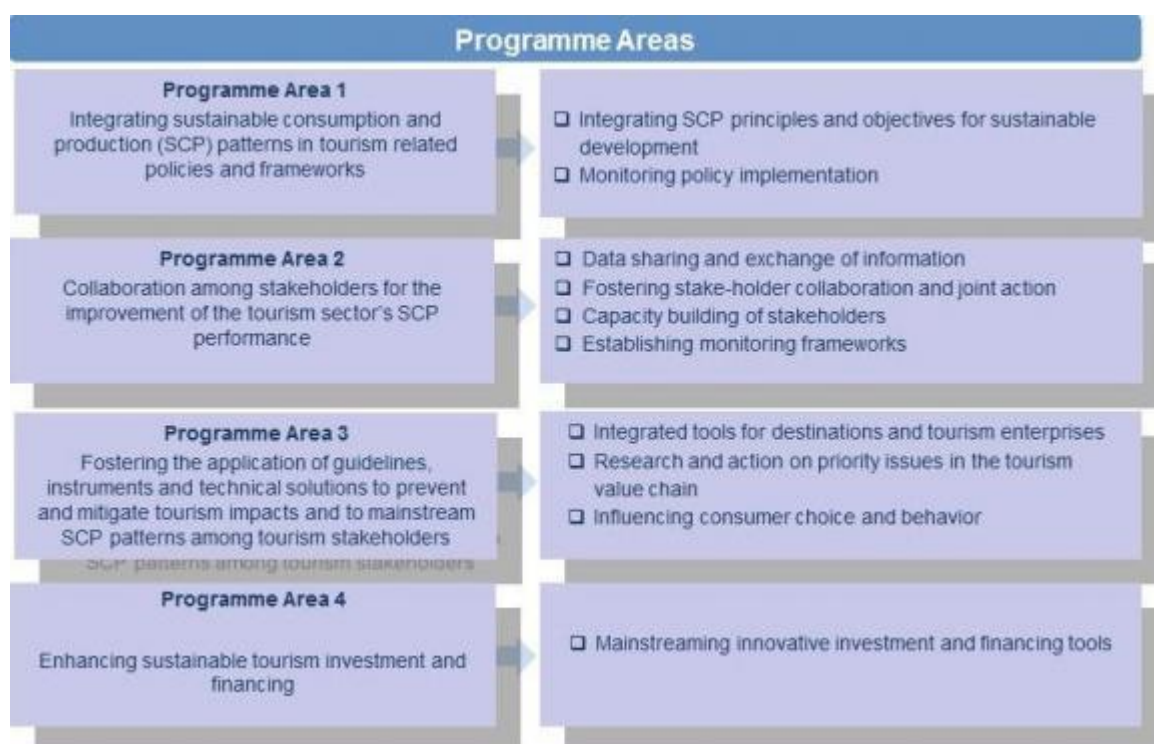 Programme Areas
Programme Area 1
Integrating sustainable consumption and
production (SCP) patterns in tourism related
policies and frameworks
❑ Integrating SCP principles and objectives for sustainable
development
❑ Monitoring policy implementation
Programme Area 2
Collaboration among stakeholders for the
improvement of the tourism sector's SCP
performance
❑ Data sharing and exchange of information
❑ Fostering stake-holder collaboration and joint action
❑ Capacity building of stakeholders
❑ Establishing monitoring frameworks
Programme Area 3
Fostering the application of guidelines,
instruments and technical solutions to prevent
and mitigate tourism impacts and to mainstream
SCP patterns among tourism stakeholders
SCP patterns among tourism stakeholders
❑ Integrated tools for destinations and tourism enterprises
❑ Research and action on priority issues in the tourism
value chain
❑ Influencing consumer choice and behavior
Programme Area 4
Enhancing sustainable tourism investment and
financing
❑ Mainstreaming innovative investment and financing tools